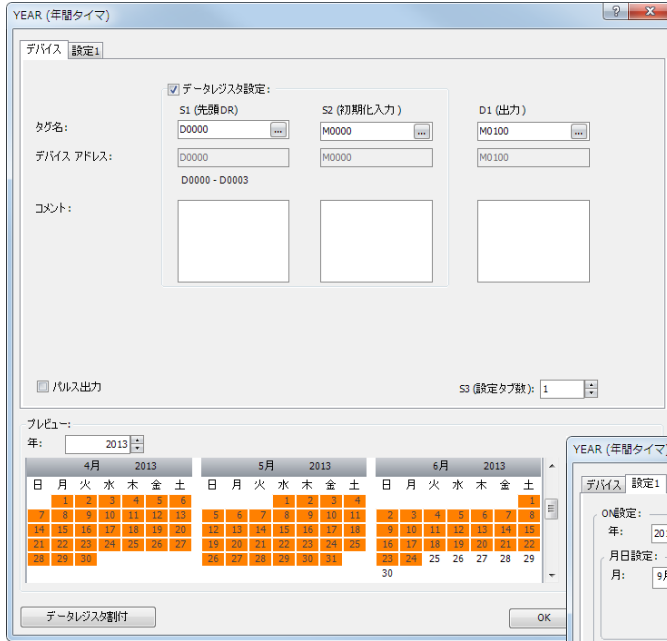 YEAR (年間タイマ)
デバイス 設定1
データレジスタ設定:
S1 (先頭DR) S2 (初期化入力) D1 (出力)
タグ名: D0000 ... M0000 ... M0100 ...
デバイス アドレス: D0000 M0000 M0100
D0000 - D0003
コメント:
パルス出力 S3 (設定タブ数): 1
プレビュー:
年: 2013
4月 2013 5月 2013 6月 2013
日 月 火 水 木 金 土 日 月 火 水 木 金 土 日 月 火 水 木 金 土
1 2 3 4 5 6 1 2 3 4 1
7 8 9 10 11 12 13 5 6 7 8 9 10 11 2 3 4 5 6 7 8
14 15 16 17 18 19 20 12 13 14 15 16 17 18 9 10 11 12 13 14 15
21 22 23 24 25 26 27 19 20 21 22 23 24 25 16 17 18 19 20 21 22
28 29 30 26 27 28 29 30 31 23 24 25 26 27 28 29
30
データレジスタ割付 OK
YEAR (年間タイマ)
デバイス 設定1
ON設定:
年: 201
月日設定:
月: 9月